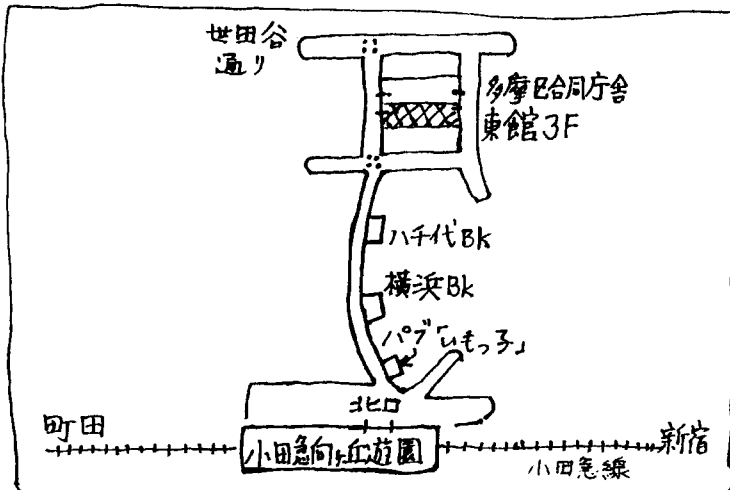 世田谷
通り
多摩区合同庁舎
東館3F
八千代BK
横浜BK
パブ「いもっ子」
北口
町田
小田急向ヶ丘遊園
新宿
小田急線